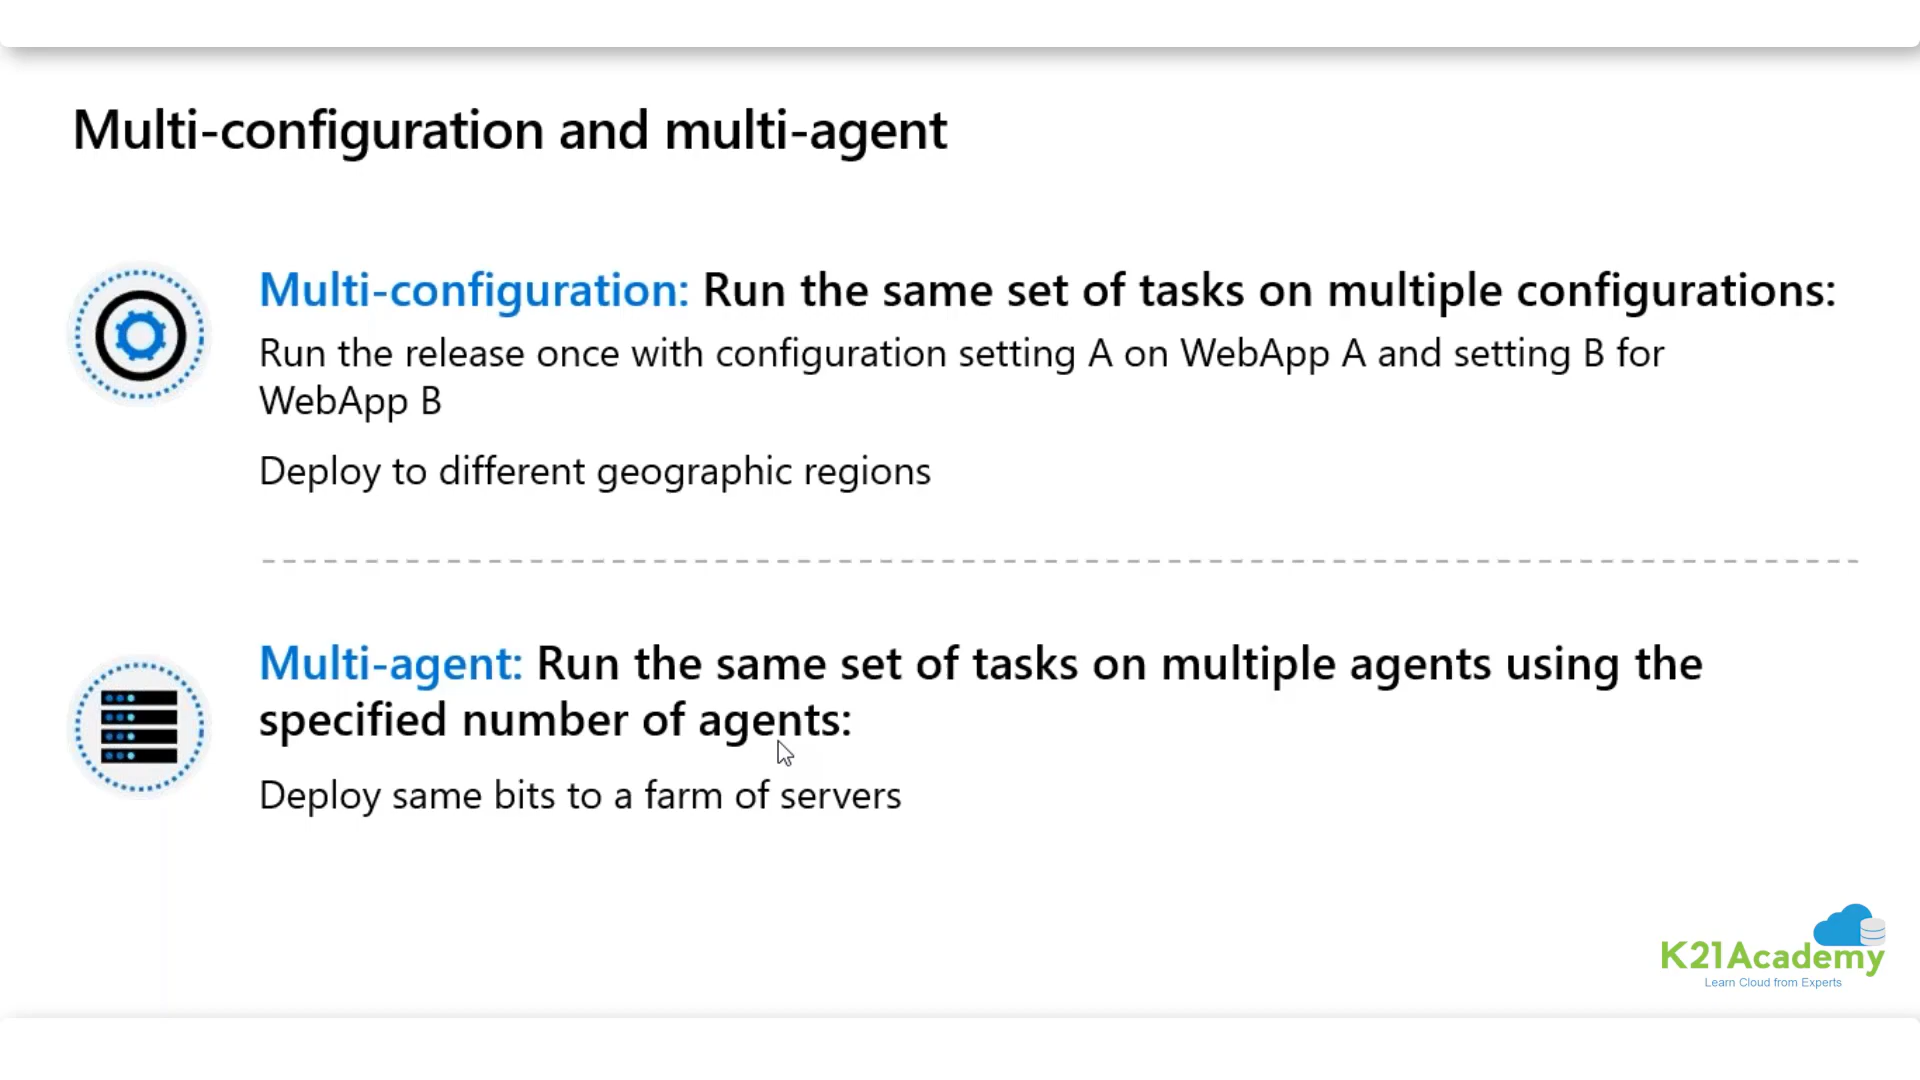 Multi-configuration and multi-agent
Multi-configuration: Run the same set of tasks on multiple configurations:
Run the release once with configuration setting A on WebApp A and setting B for
WebApp B
Deploy to different geographic regions
Multi-agent: Run the same set of tasks on multiple agents using the
specified number of agents:
Deploy same bits to a farm of servers
K21Academy
Learn Cloud from Experts